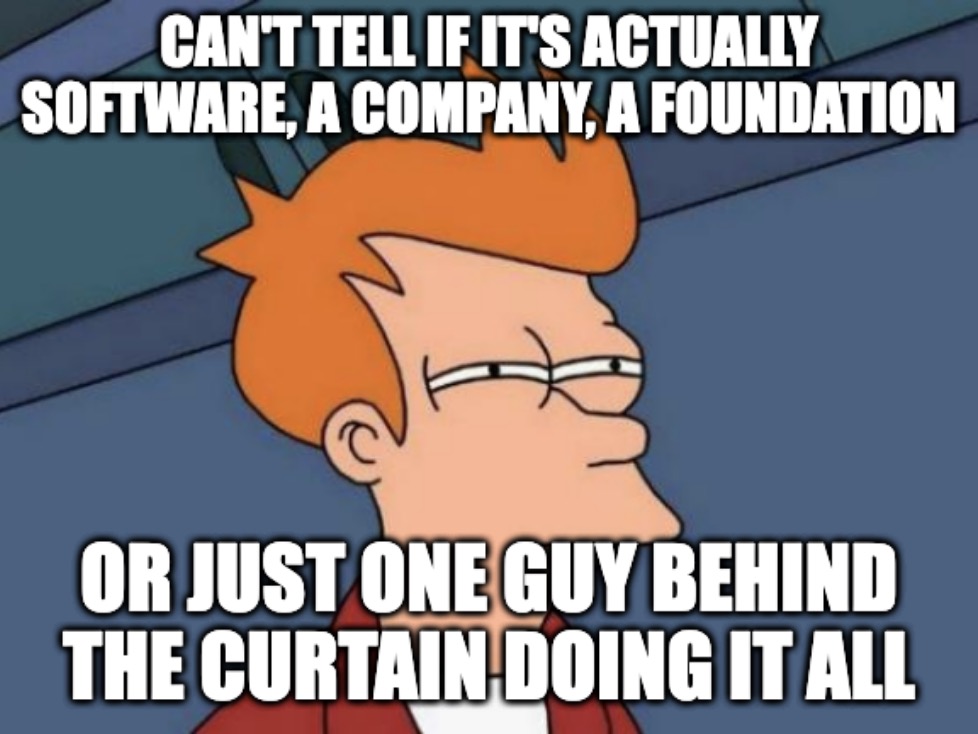 CAN'T TELL IF IT'S ACTUALLY
SOFTWARE, A COMPANY, A FOUNDATION
OR JUST ONE GUY BEHIND
THE CURTAIN DOING IT ALL